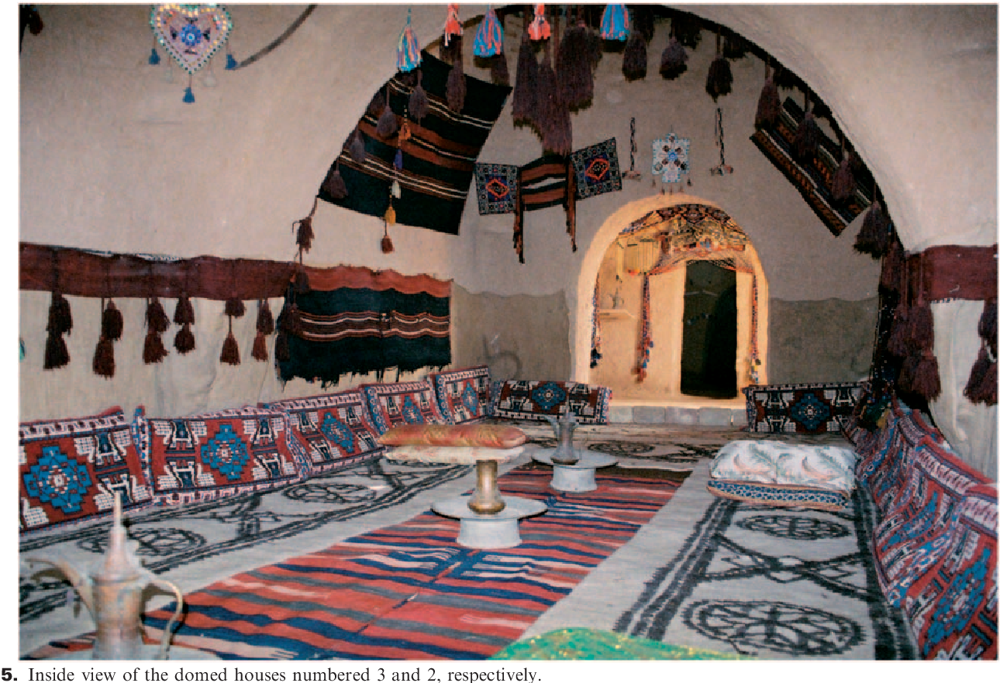 5. Inside view of the domed houses numbered 3 and 2, respectively.